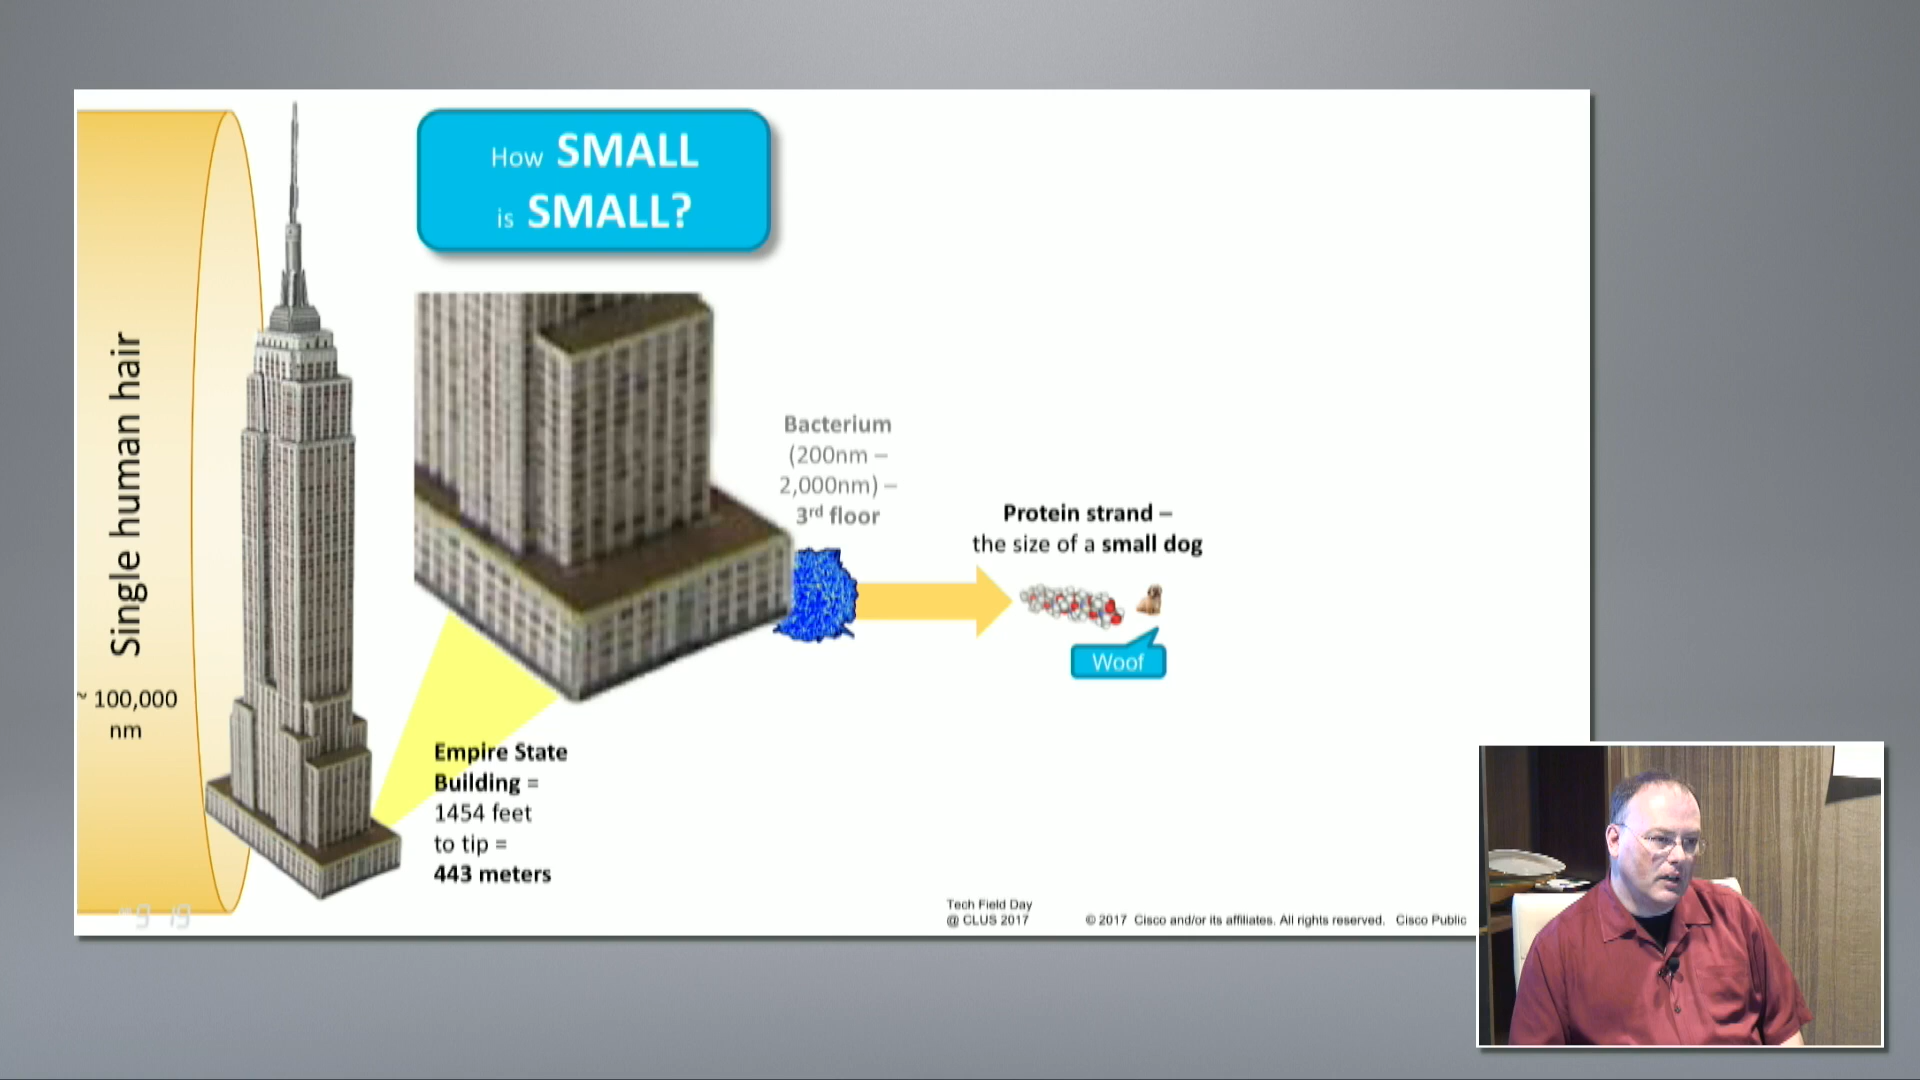 How SMALL
is SMALL?
Single human hair
~ 100,000
nm
Bacterium
(200nm –
2,000nm) –
3rd floor
Protein strand –
the size of a small dog
Woof
Empire State
Building =
1454 feet
to tip =
443 meters
Tech Field Day
@ CLUS 2017
© 2017 Cisco and/or its affiliates. All rights reserved. Cisco Public